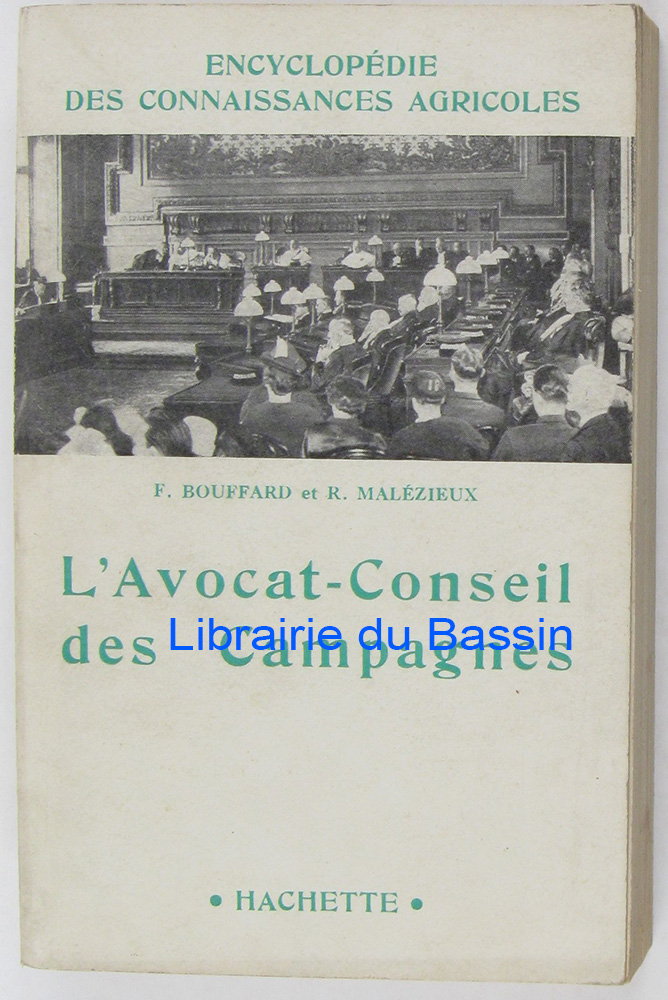 ENCYCLOPÉDIE
DES CONNAISSANCES AGRICOLES
F. BOUFFARD et R. MALÉZIEUX
L'Avocat-Conseil
des Campagnes
Librairie du Bassin
• HACHETTE •